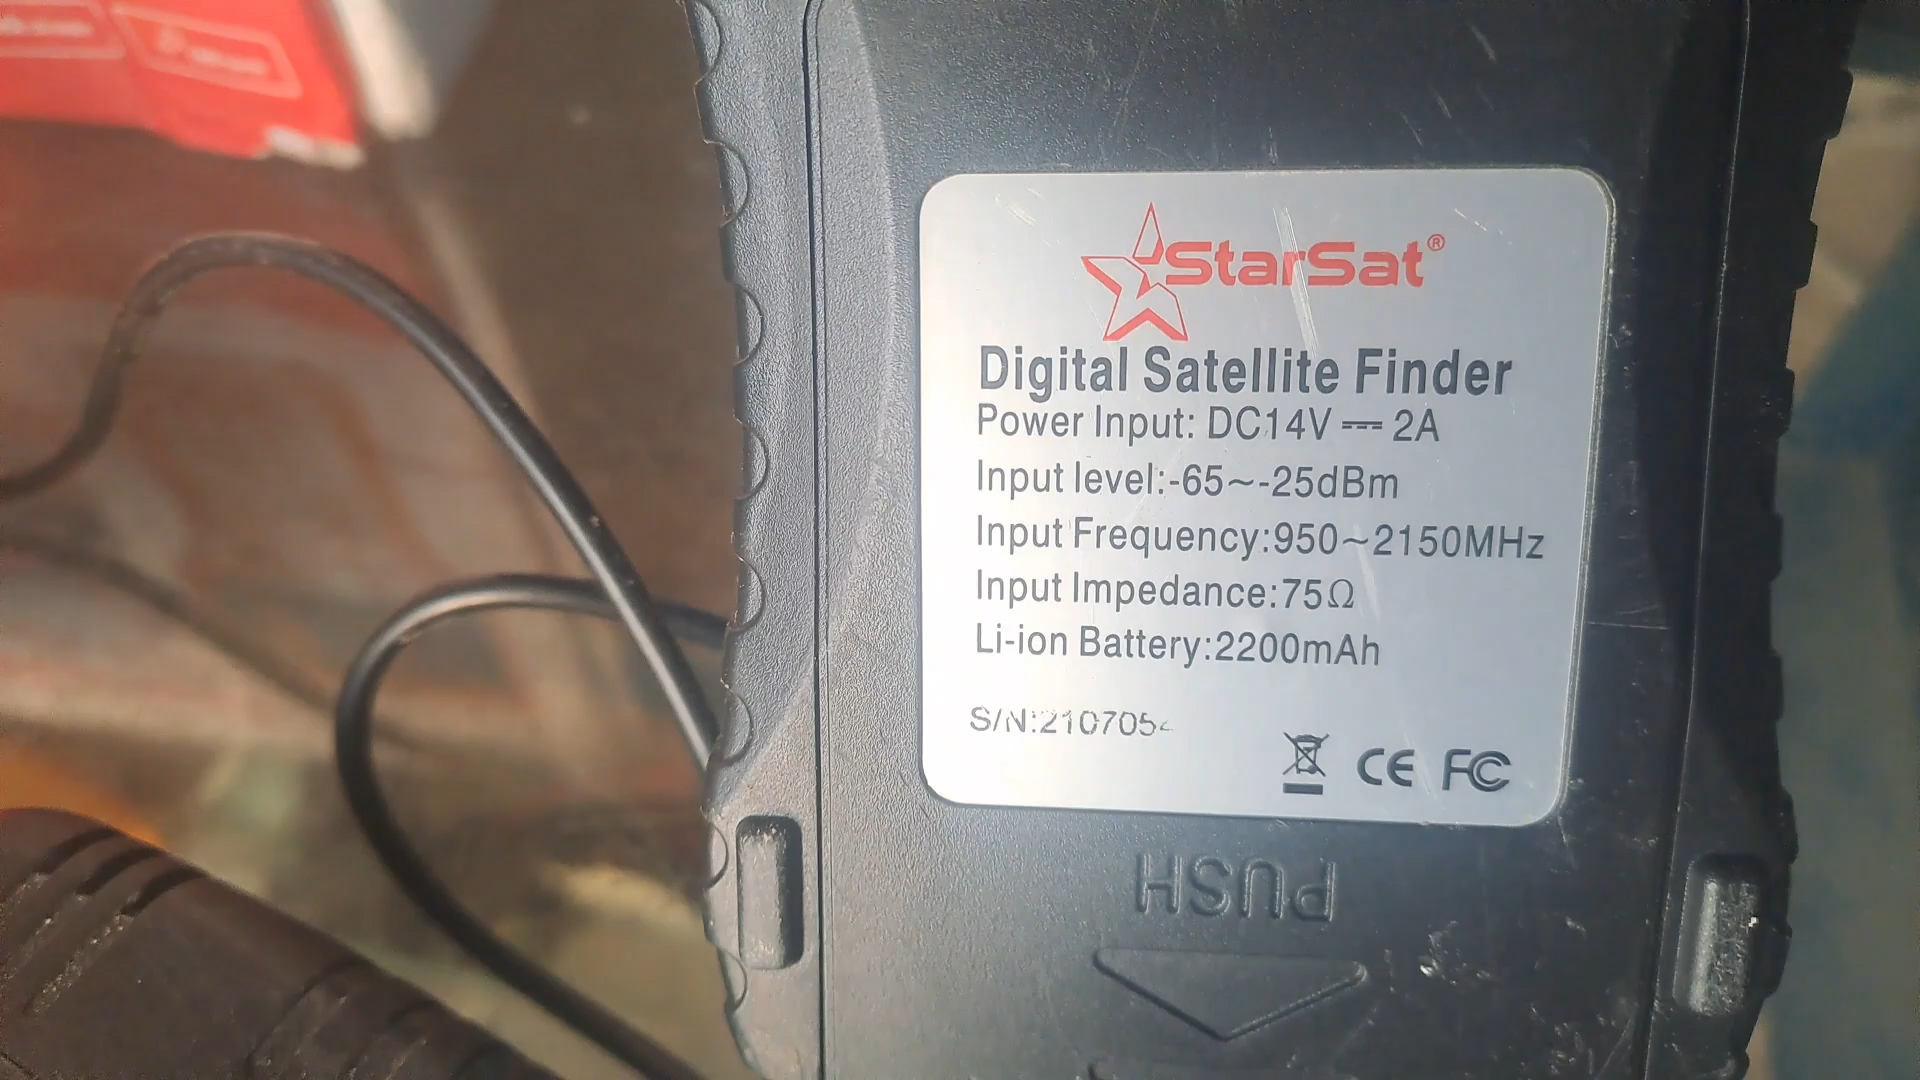 StarSat®
Digital Satellite Finder
Power Input: DC14V ⎓ 2A
Input level:-65~-25dBm
Input Frequency:950~2150MHz
Input Impedance:75Ω
Li-ion Battery:2200mAh
S/N:2107054
CE FC
PUSH